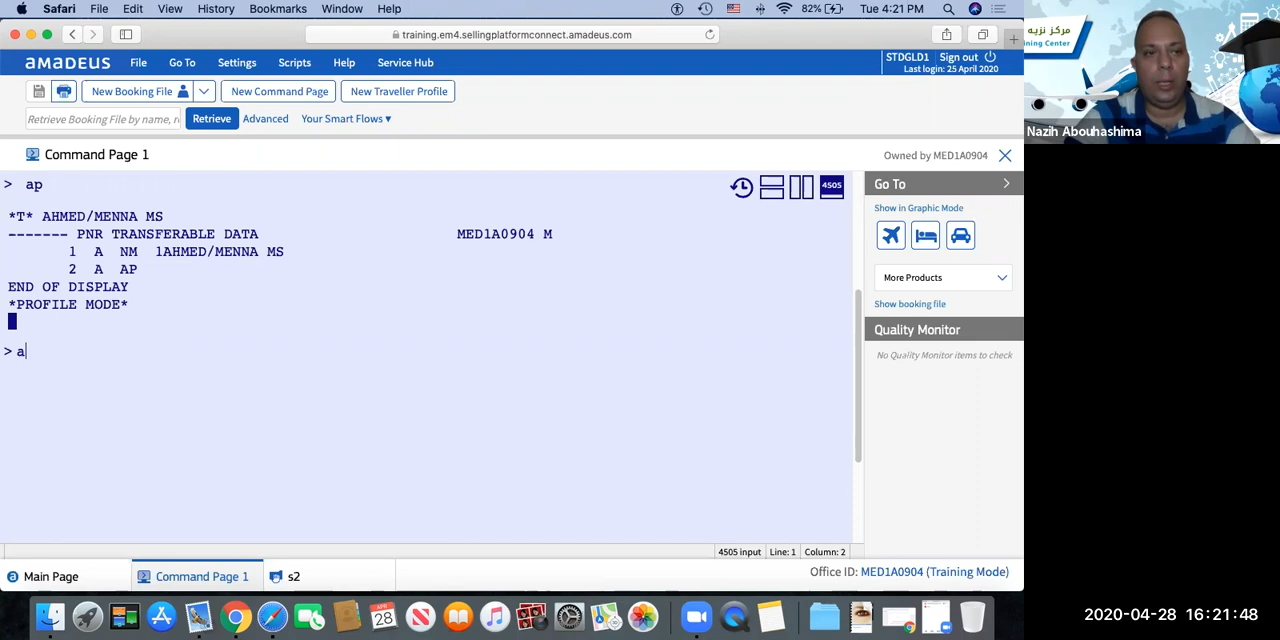 Safari File Edit View History Bookmarks Window Help 82% Tue 4:21 PM
training.em4.sellingplatformconnect.amadeus.com
amadeus File Go To Settings Scripts Help Service Hub STDGLD1 Sign out
Last login: 25 April 2020
New Booking File New Command Page New Traveller Profile
Retrieve Booking File by name, r Retrieve Advanced Your Smart Flows ▾
Command Page 1 Owned by MED1A0904
> ap
4505
*T* AHMED/MENNA MS
------- PNR TRANSFERABLE DATA MED1A0904 M
1 A NM 1AHMED/MENNA MS
2 A AP
END OF DISPLAY
*PROFILE MODE*
> a
Go To
Show in Graphic Mode
More Products
Show booking file
Quality Monitor
No Quality Monitor items to check
4505 input Line: 1 Column: 2
Main Page Command Page 1 s2 Office ID: MED1A0904 (Training Mode)
APR
28
مركز نزيه
ining Center
Nazih Abouhashima
2020-04-28 16:21:48